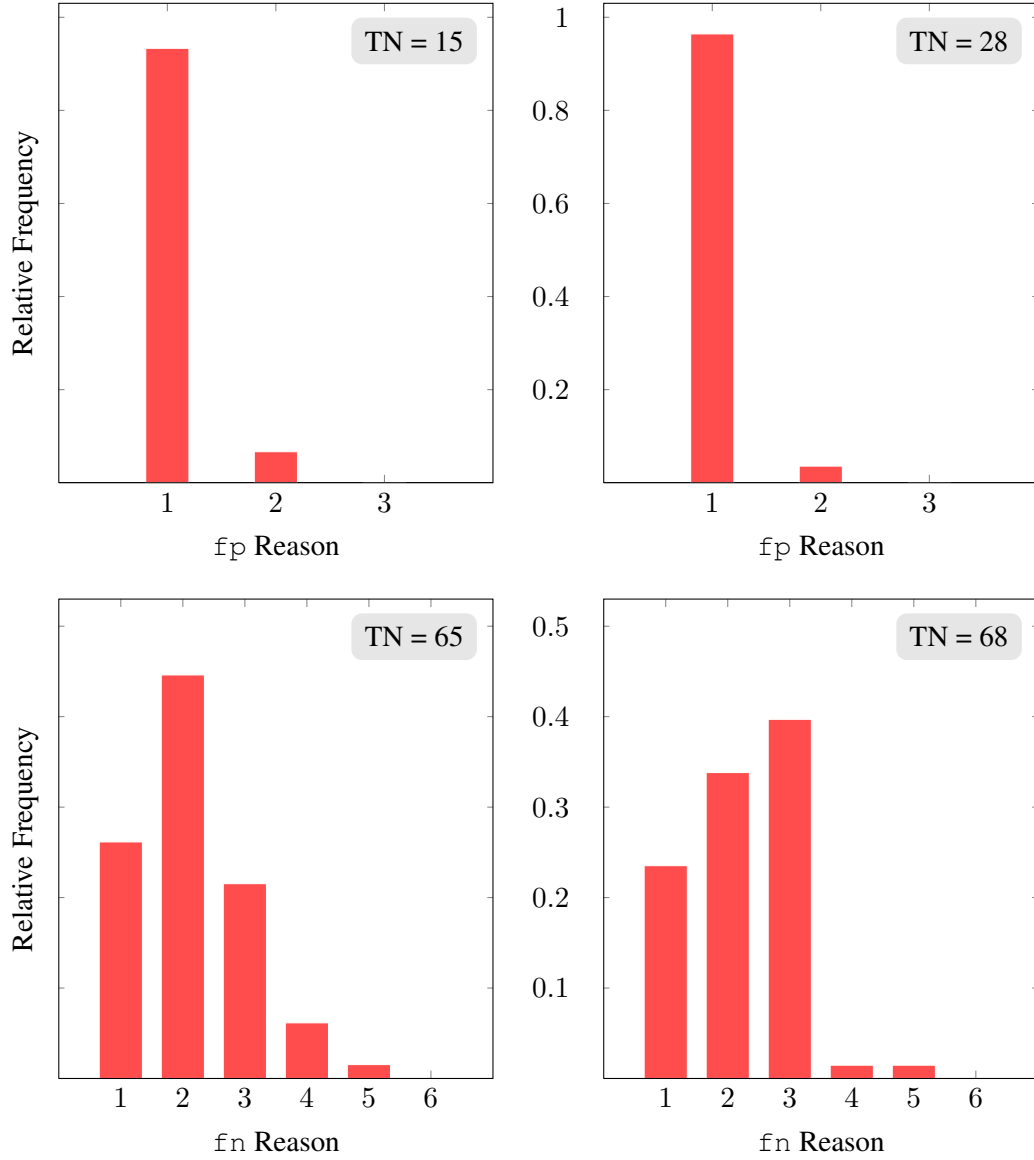 TN = 15
Relative Frequency
1 2 3
fp Reason
1
0.8
0.6
0.4
0.2
TN = 28
1 2 3
fp Reason
TN = 65
Relative Frequency
1 2 3 4 5 6
fn Reason
0.5
0.4
0.3
0.2
0.1
TN = 68
1 2 3 4 5 6
fn Reason